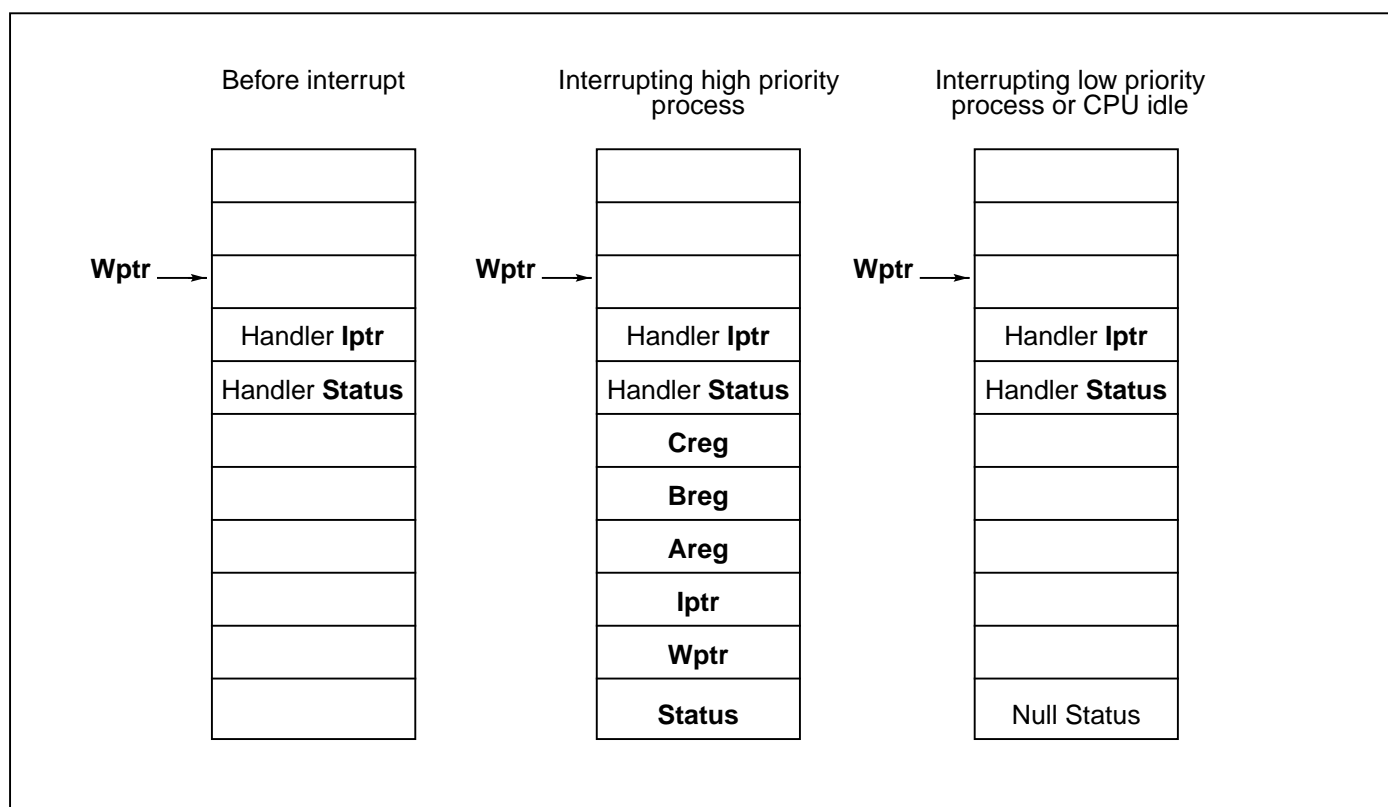 Before interrupt
Interrupting high priority
process
Interrupting low priority
process or CPU idle
Wptr
Handler Iptr
Handler Status
Wptr
Handler Iptr
Handler Status
Creg
Breg
Areg
Iptr
Wptr
Status
Wptr
Handler Iptr
Handler Status
Null Status